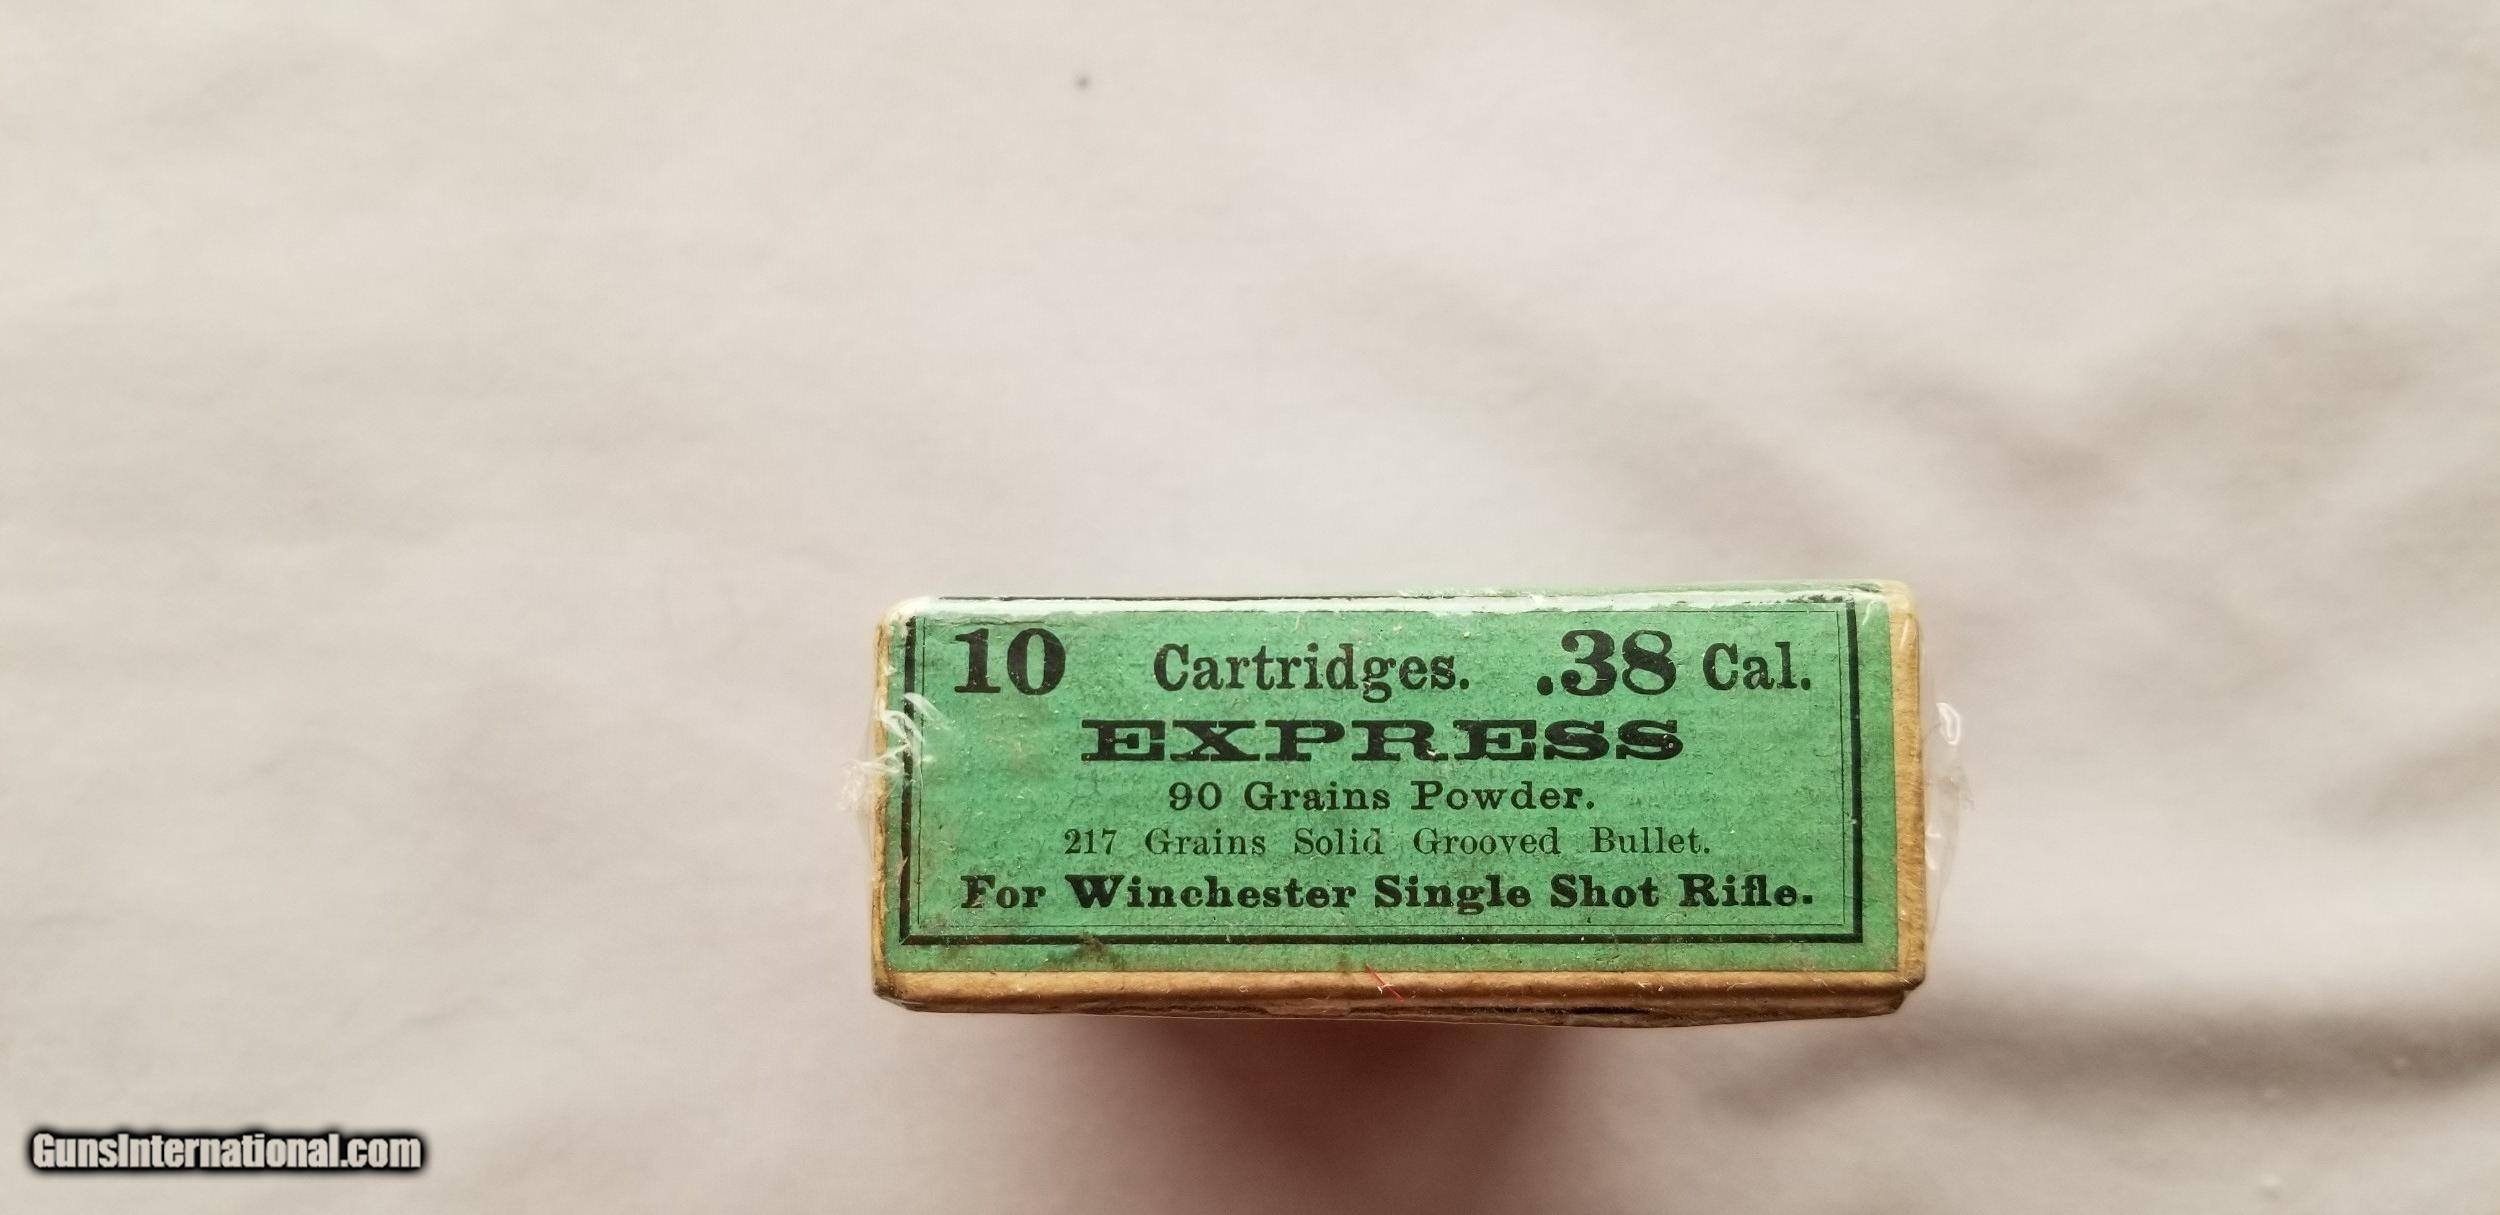 10 Cartridges. .38 Cal.
EXPRESS
90 Grains Powder.
217 Grains Solid Grooved Bullet.
For Winchester Single Shot Rifle.
GunsInternational.com